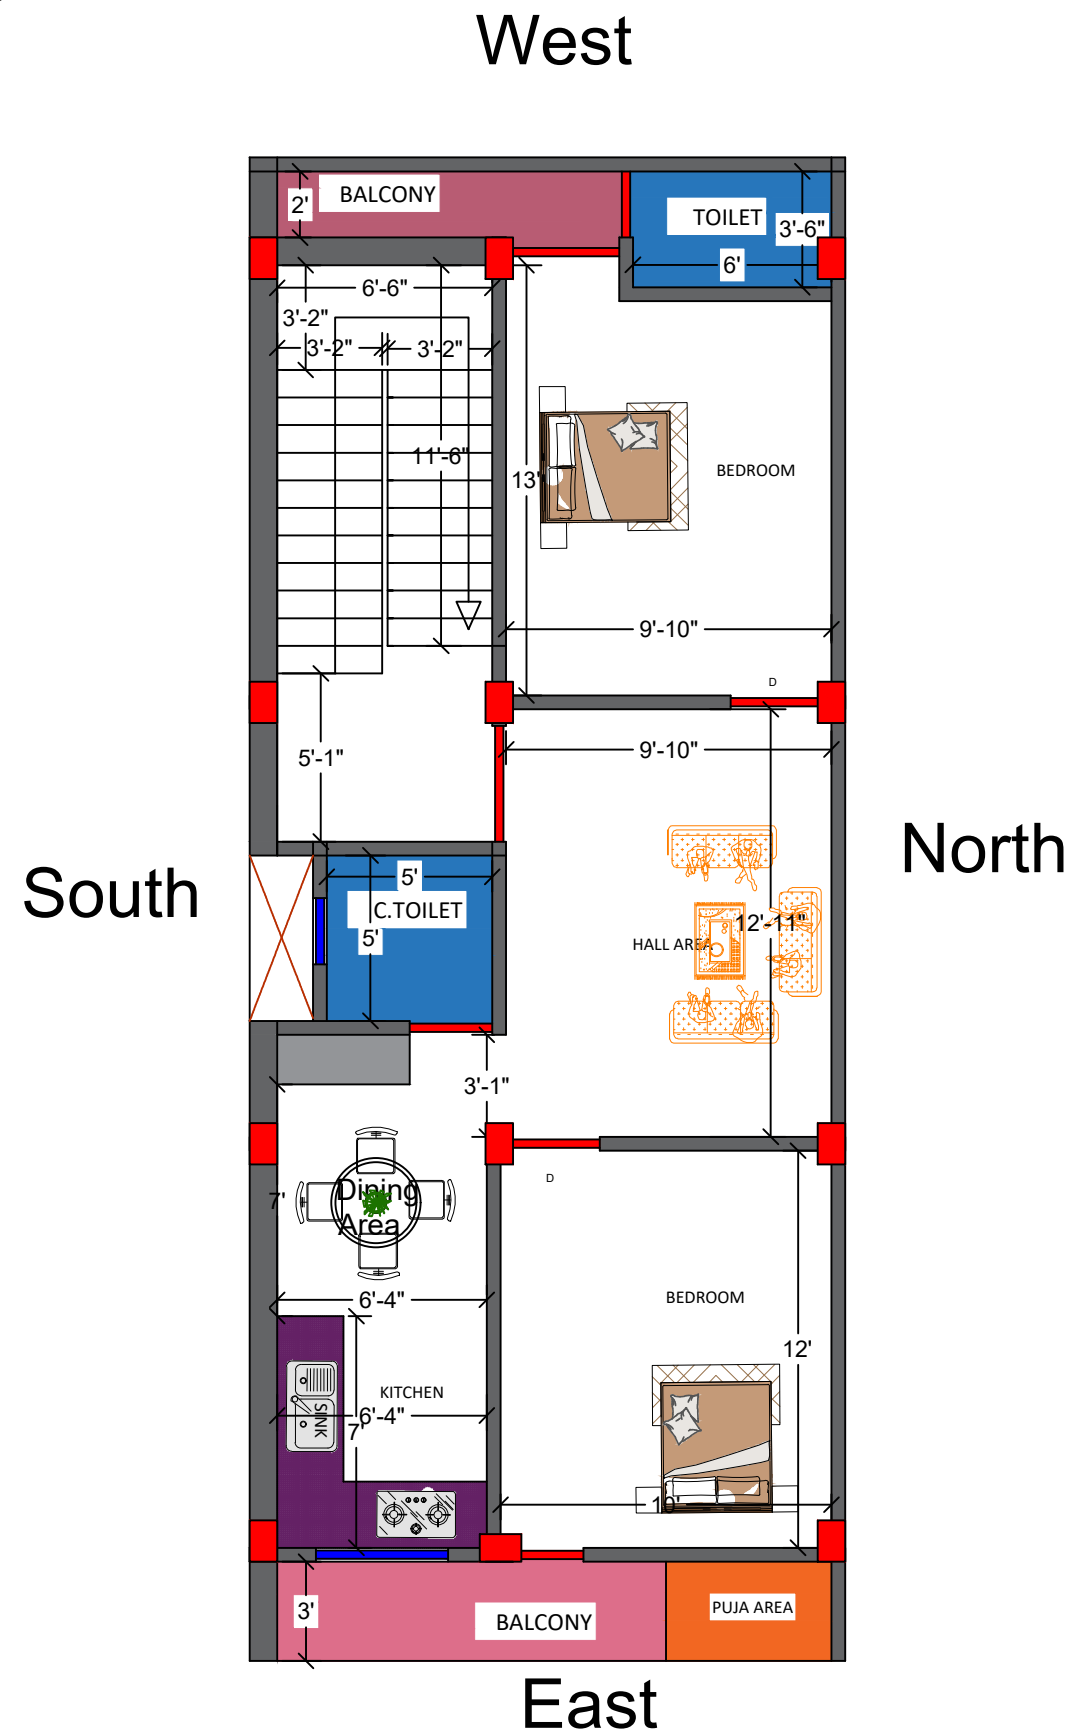 West
BALCONY
2'
TOILET
3'-6"
6'
6'-6"
3'-2"
3'-2"
3'-2"
11'-6"
13'
BEDROOM
9'-10"
D
9'-10"
5'-1"
North
South
5'
C.TOILET
5'
HALL AREA
12'-11"
3'-1"
D
7'
Dining
Area
6'-4"
BEDROOM
12'
KITCHEN
6'-4"
SINK
7'
10'
3'
BALCONY
PUJA AREA
East